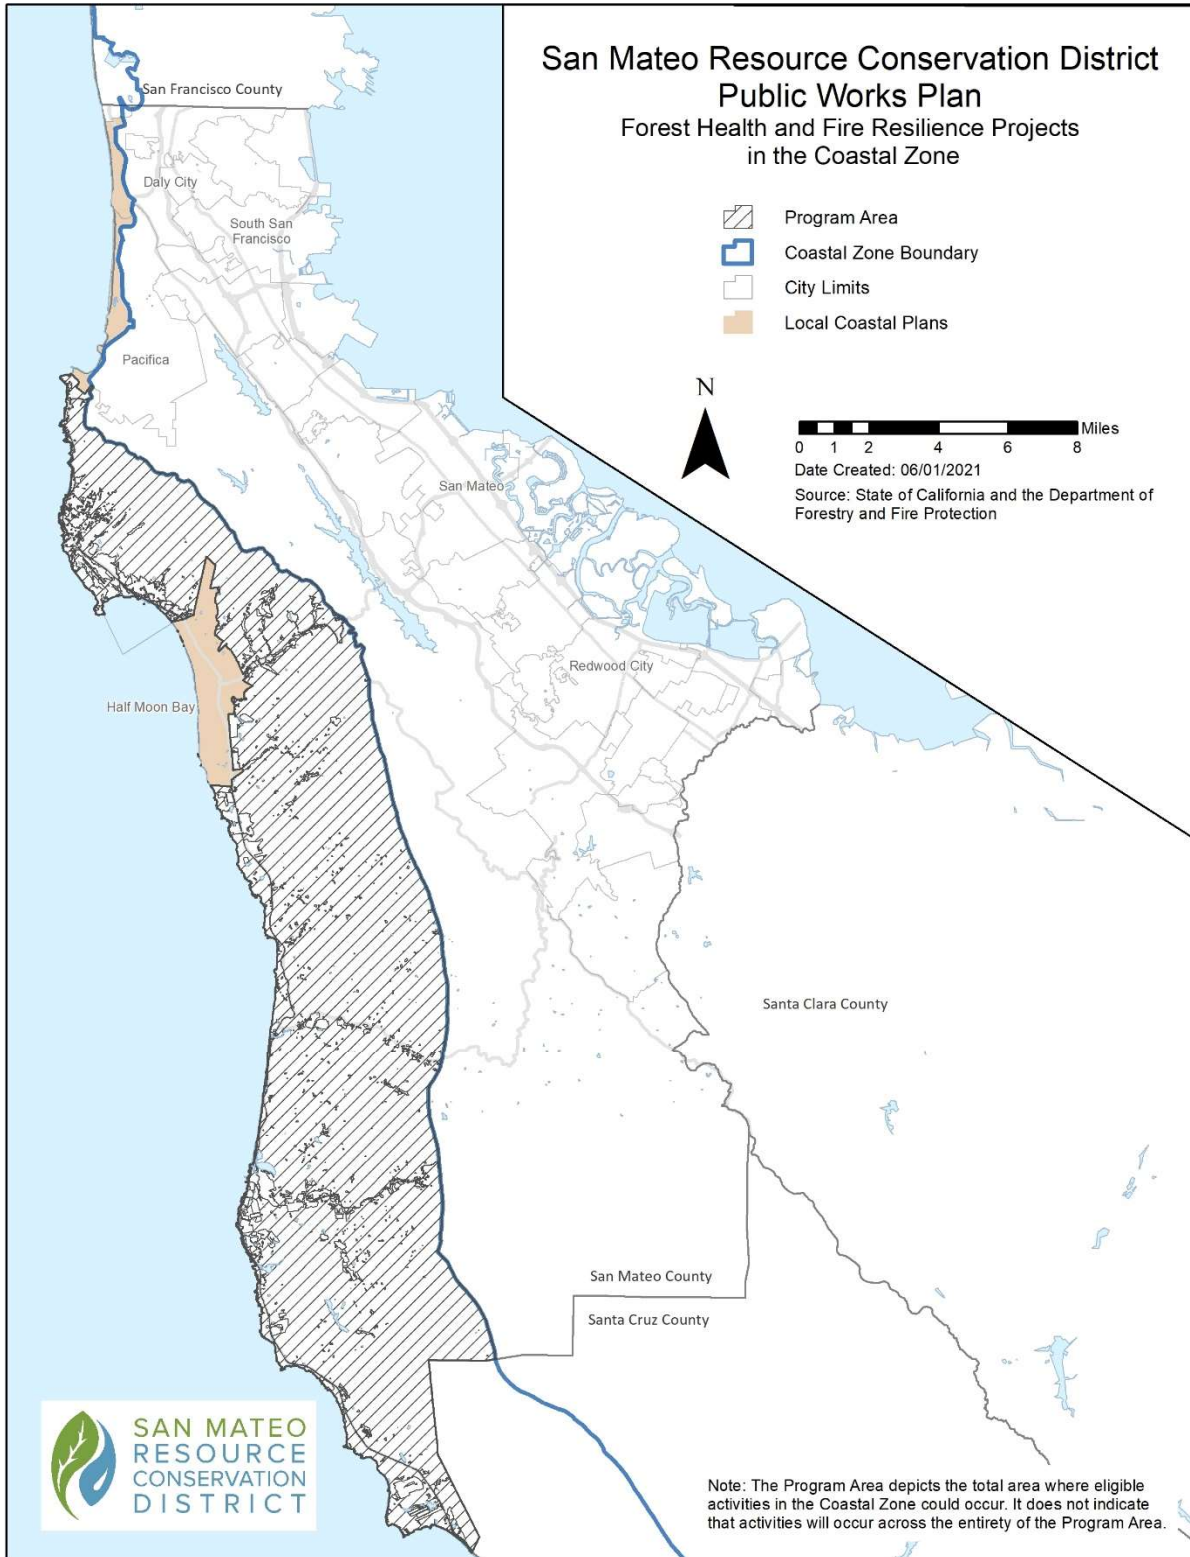 San Mateo Resource Conservation District
Public Works Plan
Forest Health and Fire Resilience Projects
in the Coastal Zone
Program Area
Coastal Zone Boundary
City Limits
Local Coastal Plans
N
Miles
0 1 2 4 6 8
Date Created: 06/01/2021
Source: State of California and the Department of
Forestry and Fire Protection
San Francisco County
Daly City
South San
Francisco
Pacifica
San Mateo
Redwood City
Half Moon Bay
Santa Clara County
San Mateo County
Santa Cruz County
SAN MATEO
RESOURCE
CONSERVATION
DISTRICT
Note: The Program Area depicts the total area where eligible
activities in the Coastal Zone could occur. It does not indicate
that activities will occur across the entirety of the Program Area.